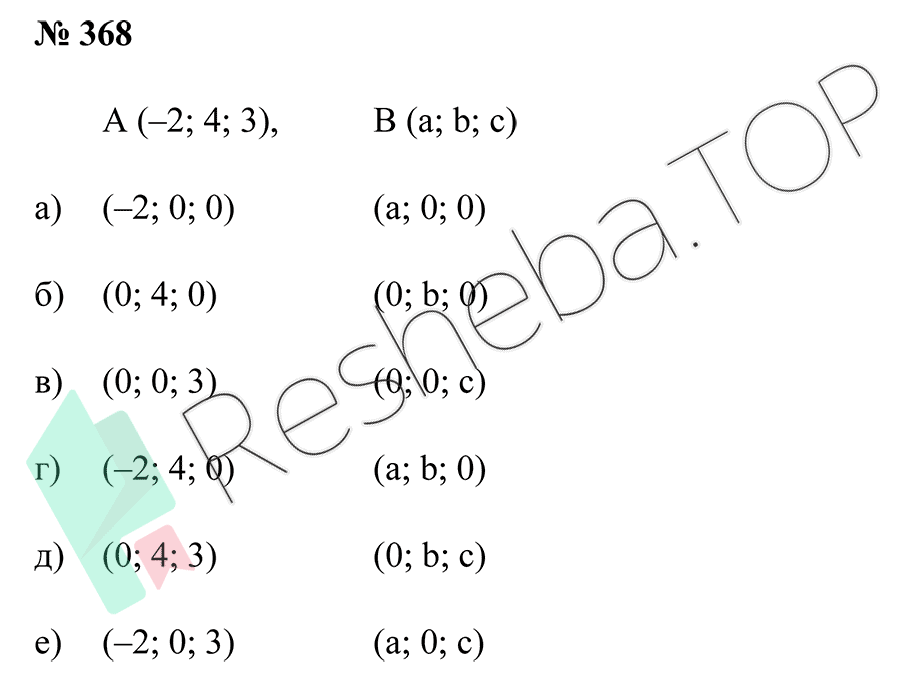 № 368
A (–2; 4; 3), B (a; b; c)
а) (–2; 0; 0) (a; 0; 0)
б) (0; 4; 0) (0; b; 0)
в) (0; 0; 3) (0; 0; c)
г) (–2; 4; 0) (a; b; 0)
д) (0; 4; 3) (0; b; c)
е) (–2; 0; 3) (a; 0; c)
Resheba.TOP